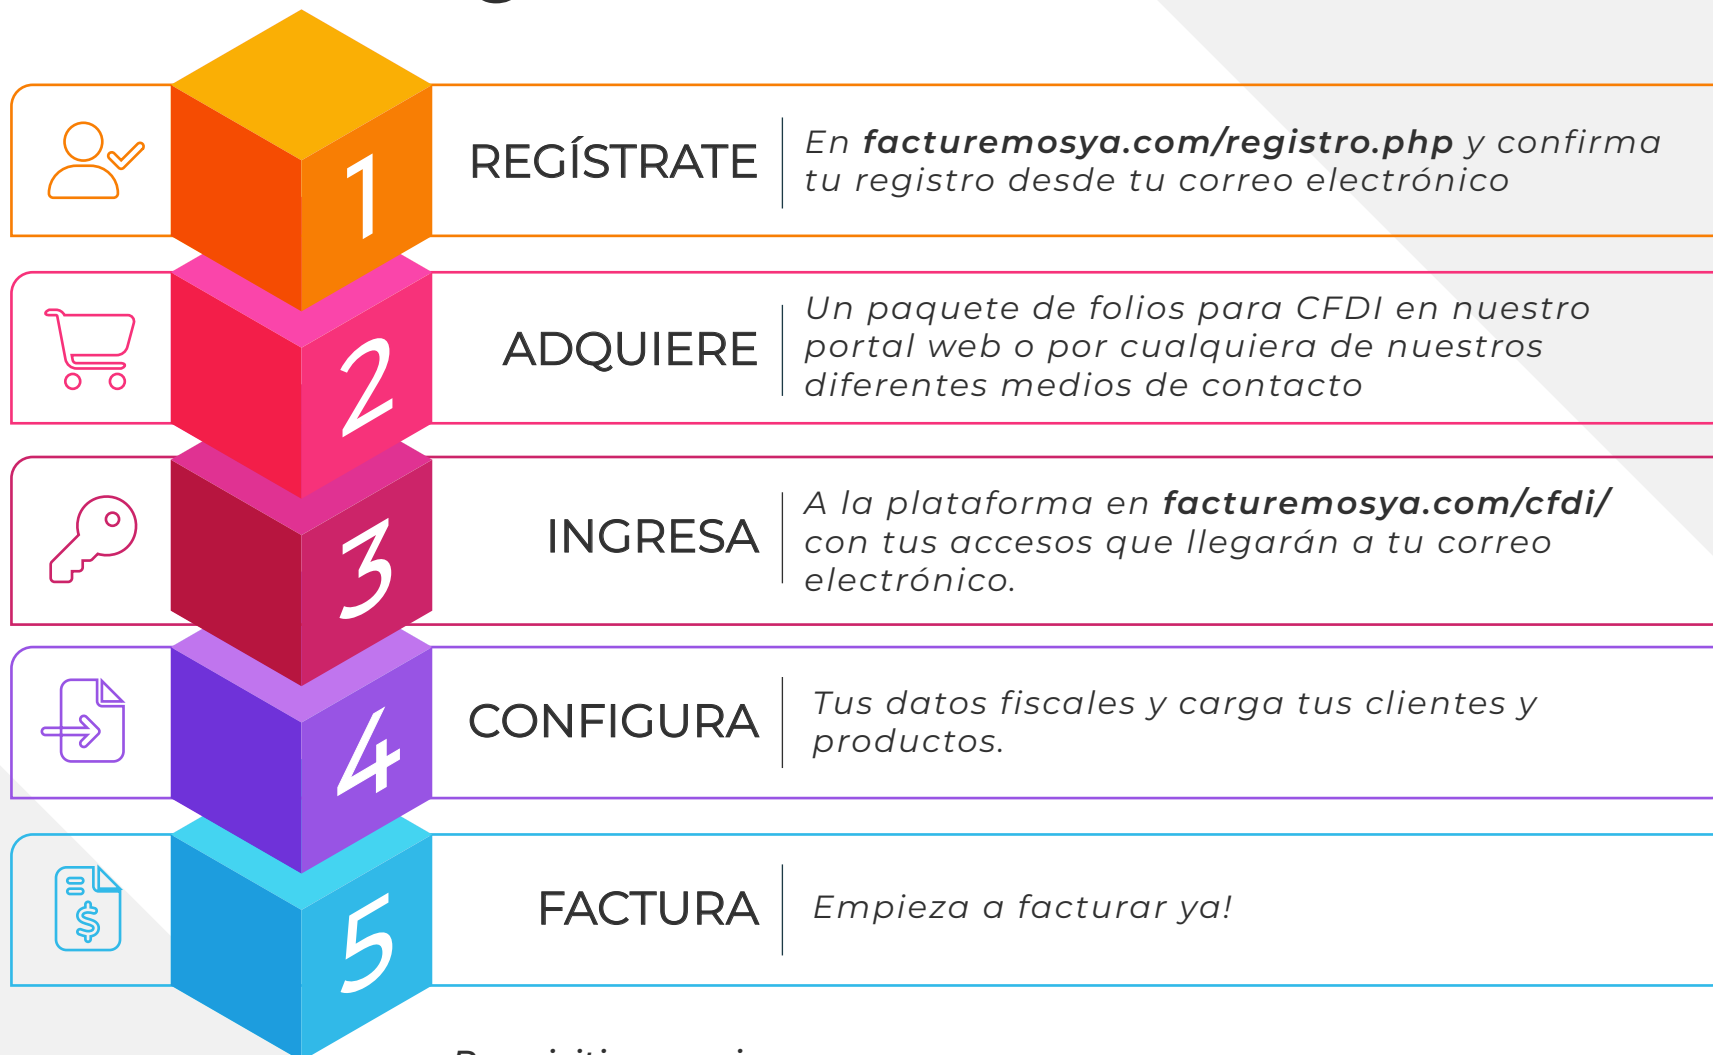 1
REGÍSTRATE
En facturemosya.com/registro.php y confirma
tu registro desde tu correo electrónico
2
ADQUIERE
Un paquete de folios para CFDI en nuestro
portal web o por cualquiera de nuestros
diferentes medios de contacto
3
INGRESA
A la plataforma en facturemosya.com/cfdi/
con tus accesos que llegarán a tu correo
electrónico.
4
CONFIGURA
Tus datos fiscales y carga tus clientes y
productos.
5
FACTURA
Empieza a facturar ya!
$